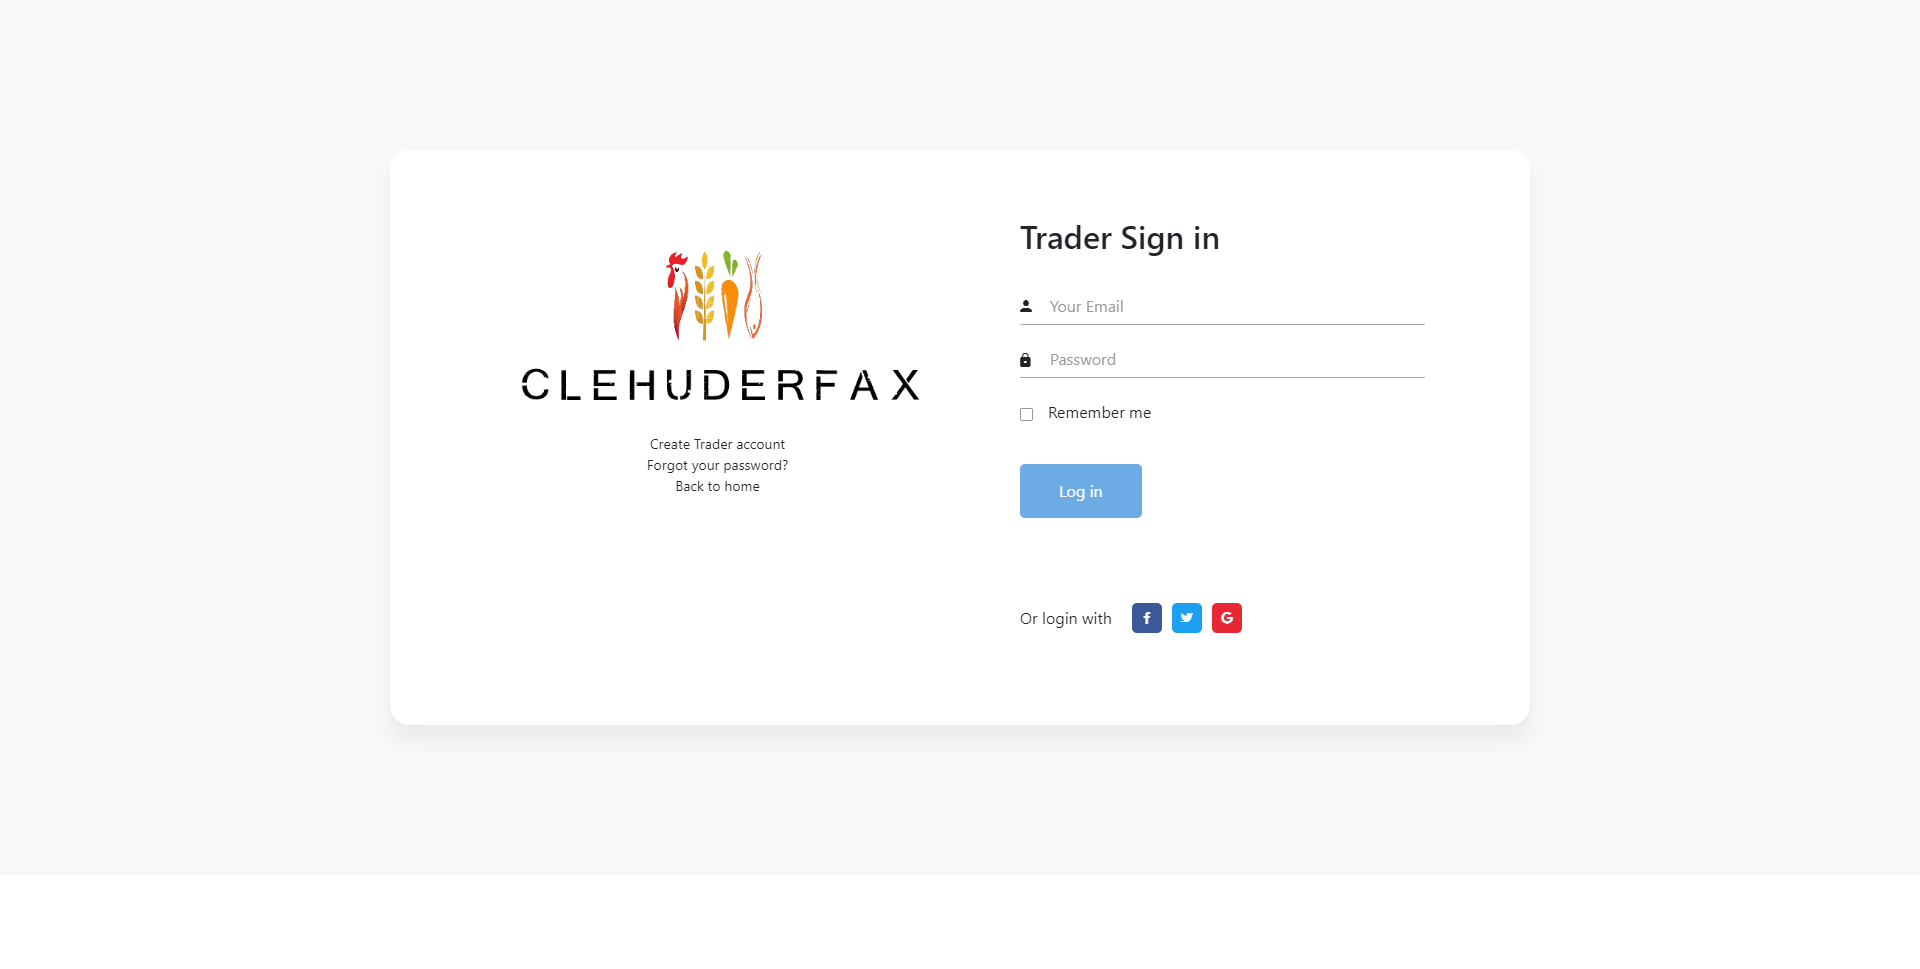 CLEHUDERFAX
Create Trader account
Forgot your password?
Back to home
Trader Sign in
Your Email
Password
Remember me
Log in
Or login with